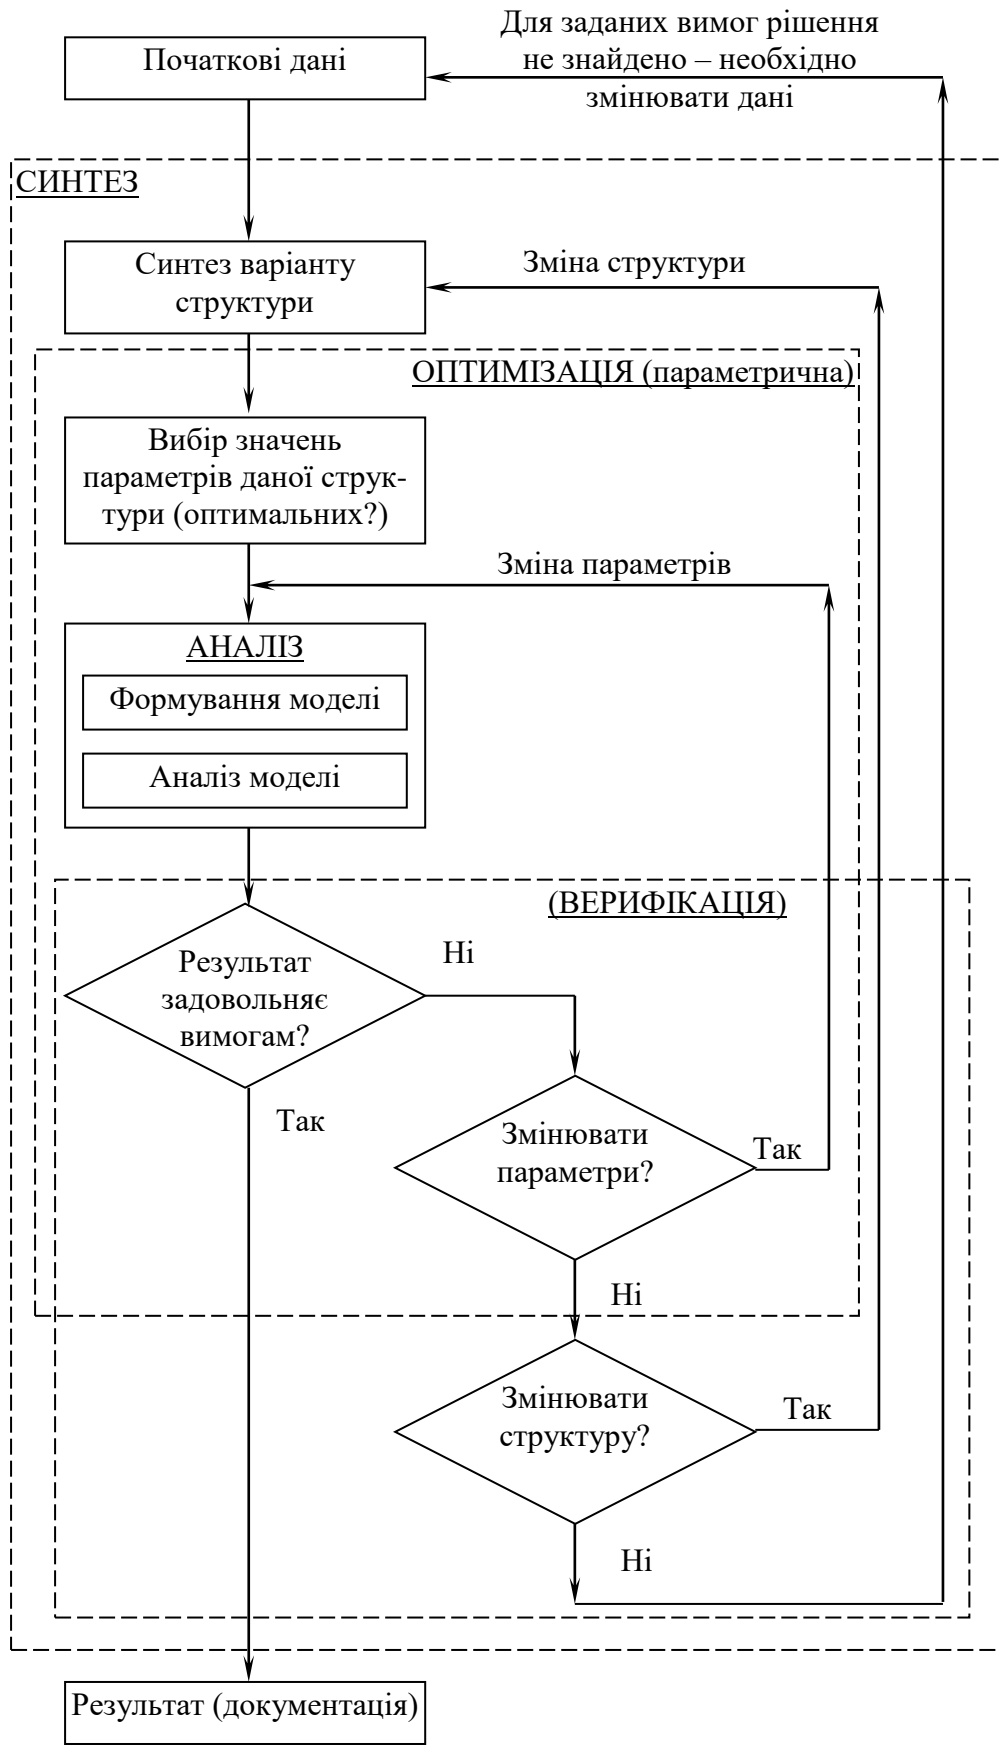 Початкові дані
Для заданих вимог рішення
не знайдено – необхідно
змінювати дані
СИНТЕЗ
Синтез варіанту
структури
Зміна структури
ОПТИМІЗАЦІЯ (параметрична)
Вибір значень
параметрів даної струк-
тури (оптимальних?)
Зміна параметрів
АНАЛІЗ
Формування моделі
Аналіз моделі
(ВЕРИФІКАЦІЯ)
Результат
задовольняє
вимогам?
Ні
Так
Змінювати
параметри?
Так
Ні
Змінювати
структуру?
Так
Ні
Результат (документація)